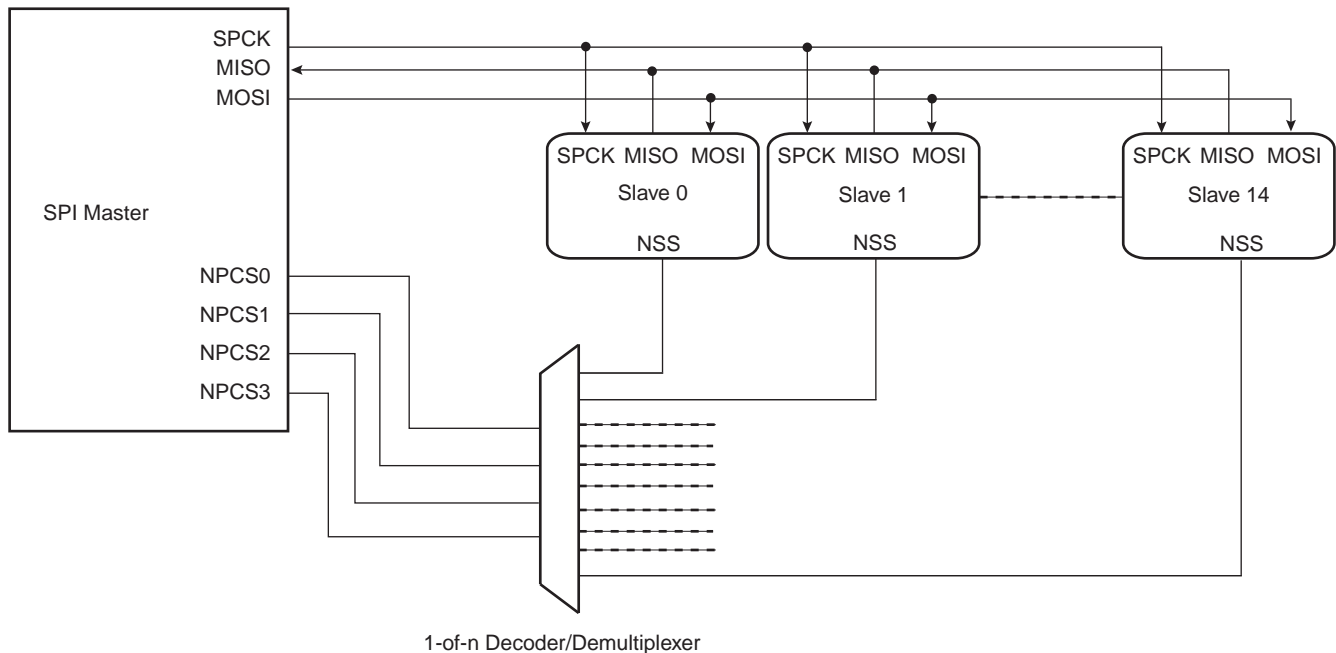 SPCK
MISO
MOSI
SPI Master
NPCS0
NPCS1
NPCS2
NPCS3
SPCK MISO MOSI
Slave 0
NSS
SPCK MISO MOSI
Slave 1
NSS
SPCK MISO MOSI
Slave 14
NSS
1-of-n Decoder/Demultiplexer